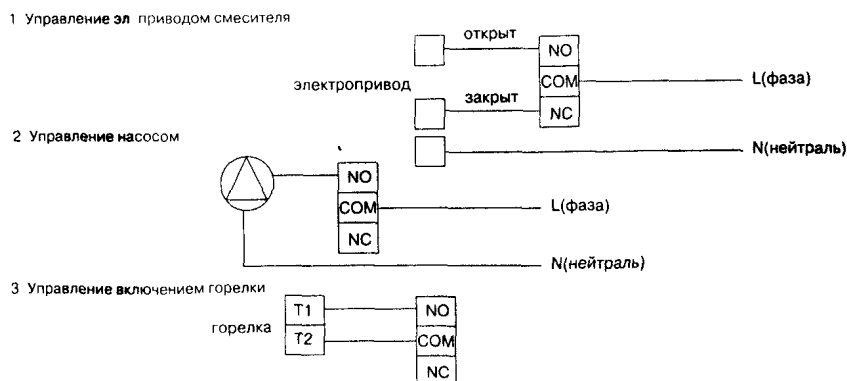 1 Управление эл приводом смесителя
открыт
NO
электропривод
COM
L(фаза)
закрыт
NC
2 Управление насосом
N(нейтраль)
NO
COM
L(фаза)
NC
N(нейтраль)
3 Управление включением горелки
T1
NO
горелка
T2
COM
NC